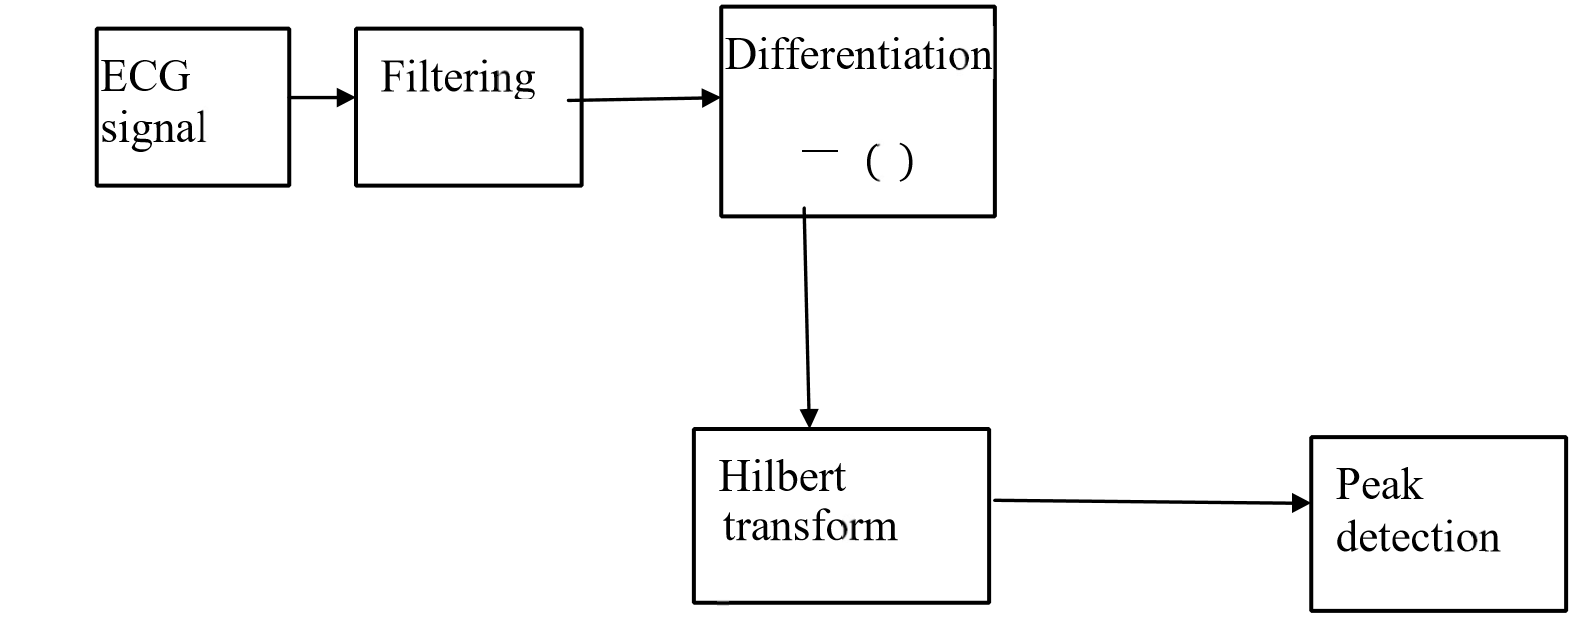 ECG
signal
Filtering
Differentiation
— ( )
Hilbert
transform
Peak
detection